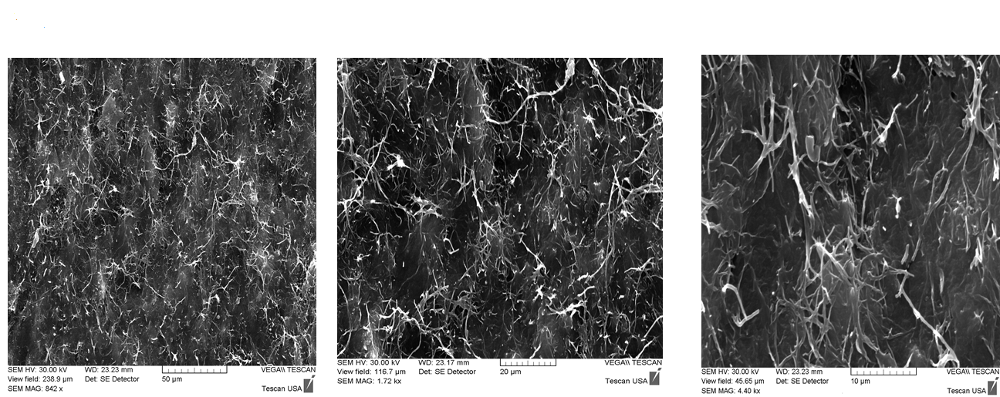 SEM HV: 30.00 kV WD: 23.23 mm VEGA\\ TESCAN
View field: 238.9 µm Det: SE Detector 50 µm
SEM MAG: 842 x Tescan USA
SEM HV: 30.00 kV WD: 23.17 mm VEGA\\ TESCAN
View field: 116.7 µm Det: SE Detector 20 µm
SEM MAG: 1.72 kx Tescan USA
SEM HV: 30.00 kV WD: 23.23 mm VEGA\\ TESCAN
View field: 45.65 µm Det: SE Detector 10 µm
SEM MAG: 4.40 kx Tescan USA